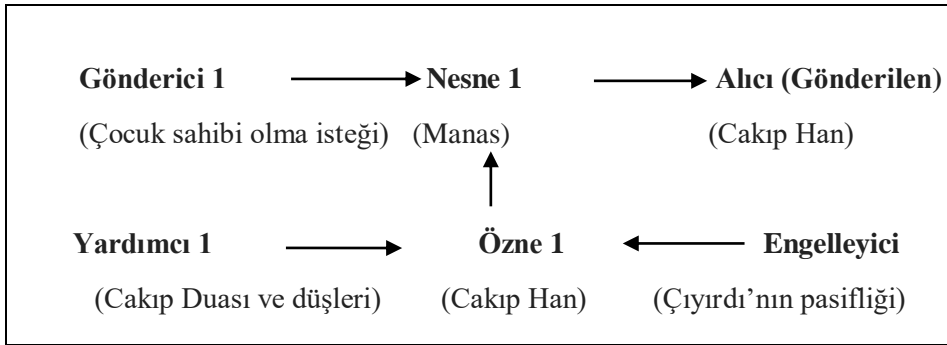 Gönderici 1 Nesne 1 Alıcı (Gönderilen)
(Çocuk sahibi olma isteği) (Manas) (Cakıp Han)
Yardımcı 1 Özne 1 Engelleyici
(Cakıp Duası ve düşleri) (Cakıp Han) (Çıyırdı’nın pasifliği)